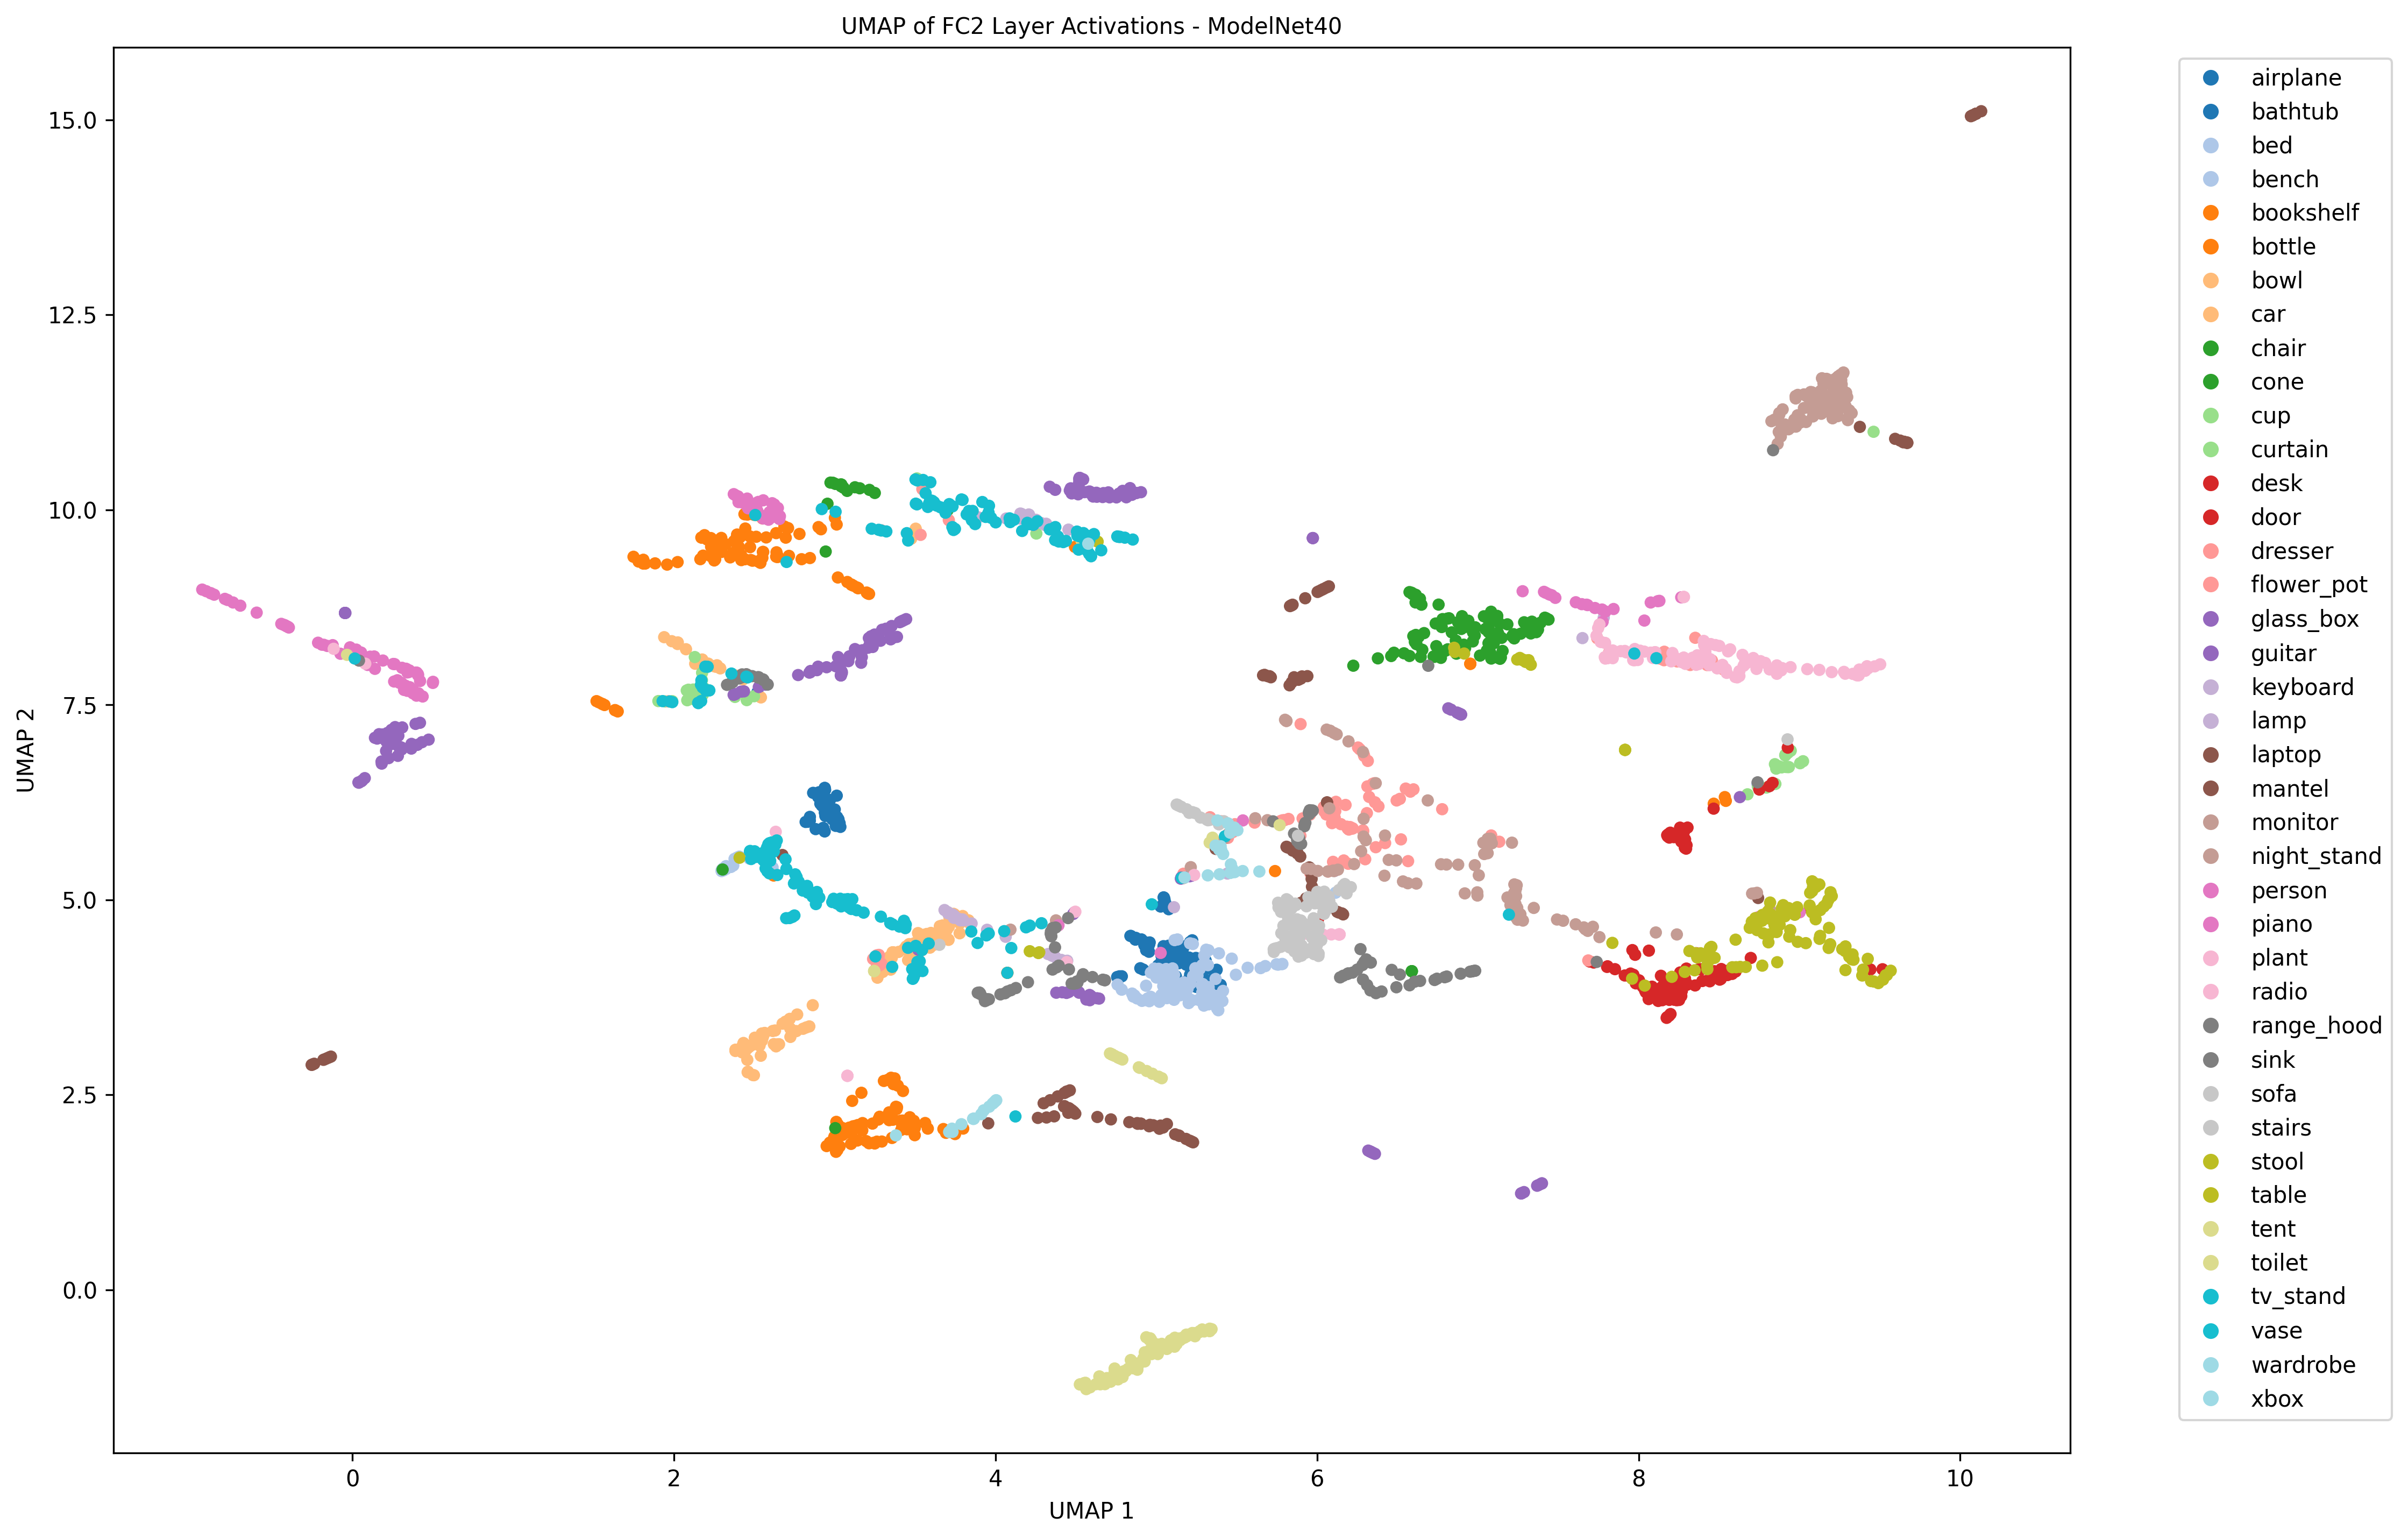 UMAP of FC2 Layer Activations - ModelNet40
UMAP 2
15.0
12.5
10.0
7.5
5.0
2.5
0.0
0
2
4
6
8
10
UMAP 1
airplane
bathtub
bed
bench
bookshelf
bottle
bowl
car
chair
cone
cup
curtain
desk
door
dresser
flower_pot
glass_box
guitar
keyboard
lamp
laptop
mantel
monitor
night_stand
person
piano
plant
radio
range_hood
sink
sofa
stairs
stool
table
tent
toilet
tv_stand
vase
wardrobe
xbox